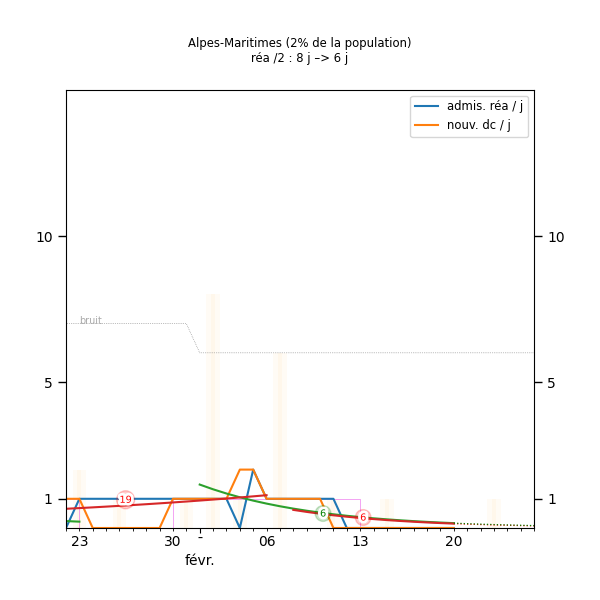 Alpes-Maritimes (2% de la population)
réa /2 : 8 j –> 6 j
admis. réa / j
nouv. dc / j
10
10
bruit
5
5
1
19
1
6
6
23
30
-
06
13
20
févr.